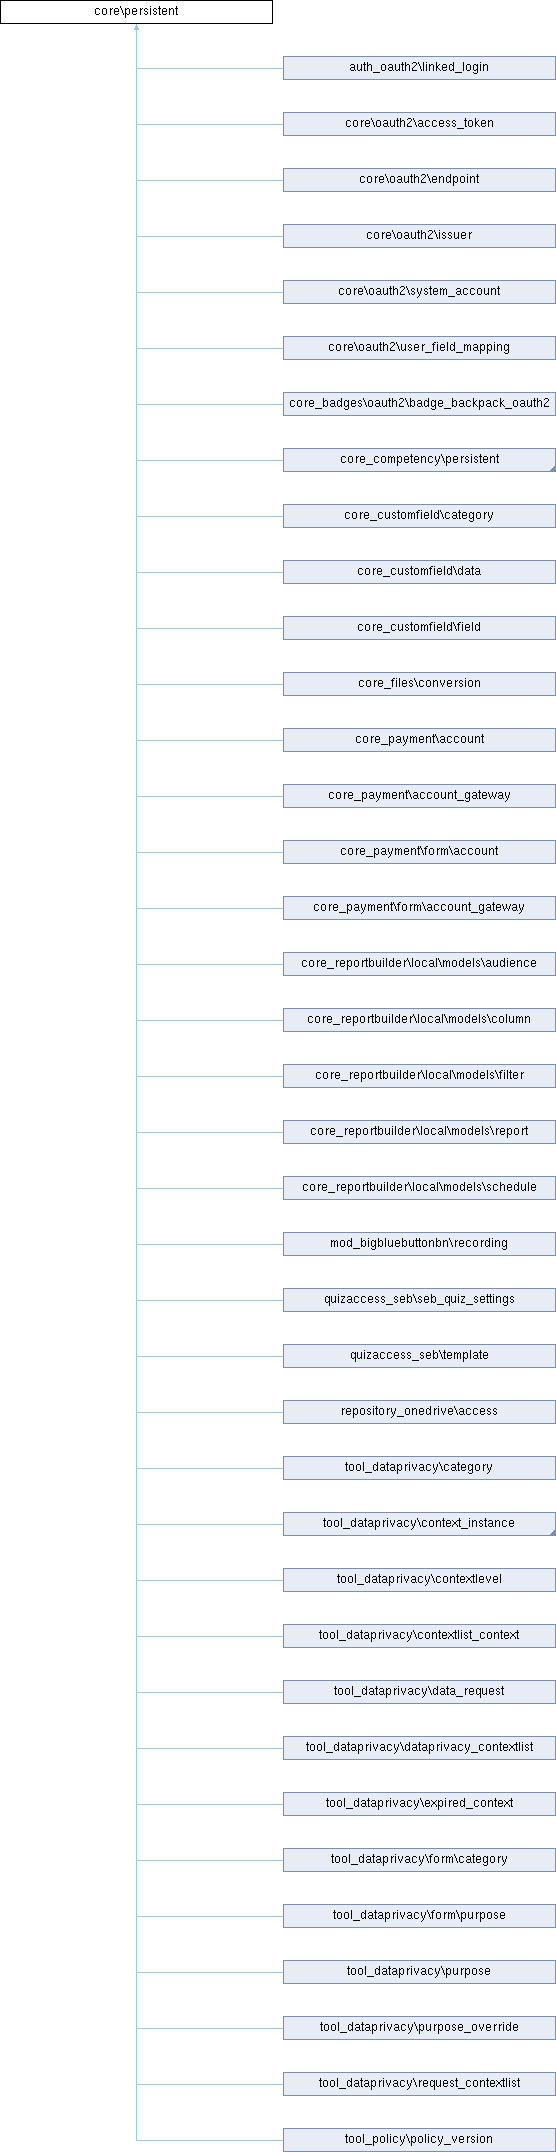 core\persistent
auth_oauth2\linked_login
core\oauth2\access_token
core\oauth2\endpoint
core\oauth2\issuer
core\oauth2\system_account
core\oauth2\user_field_mapping
core_badges\oauth2\badge_backpack_oauth2
core_competency\persistent
core_customfield\category
core_customfield\data
core_customfield\field
core_files\conversion
core_payment\account
core_payment\account_gateway
core_payment\form\account
core_payment\form\account_gateway
core_reportbuilder\local\models\audience
core_reportbuilder\local\models\column
core_reportbuilder\local\models\filter
core_reportbuilder\local\models\report
core_reportbuilder\local\models\schedule
mod_bigbluebuttonbn\recording
quizaccess_seb\seb_quiz_settings
quizaccess_seb\template
repository_onedrive\access
tool_dataprivacy\category
tool_dataprivacy\context_instance
tool_dataprivacy\contextlevel
tool_dataprivacy\contextlist_context
tool_dataprivacy\data_request
tool_dataprivacy\dataprivacy_contextlist
tool_dataprivacy\expired_context
tool_dataprivacy\form\category
tool_dataprivacy\form\purpose
tool_dataprivacy\purpose
tool_dataprivacy\purpose_override
tool_dataprivacy\request_contextlist
tool_policy\policy_version